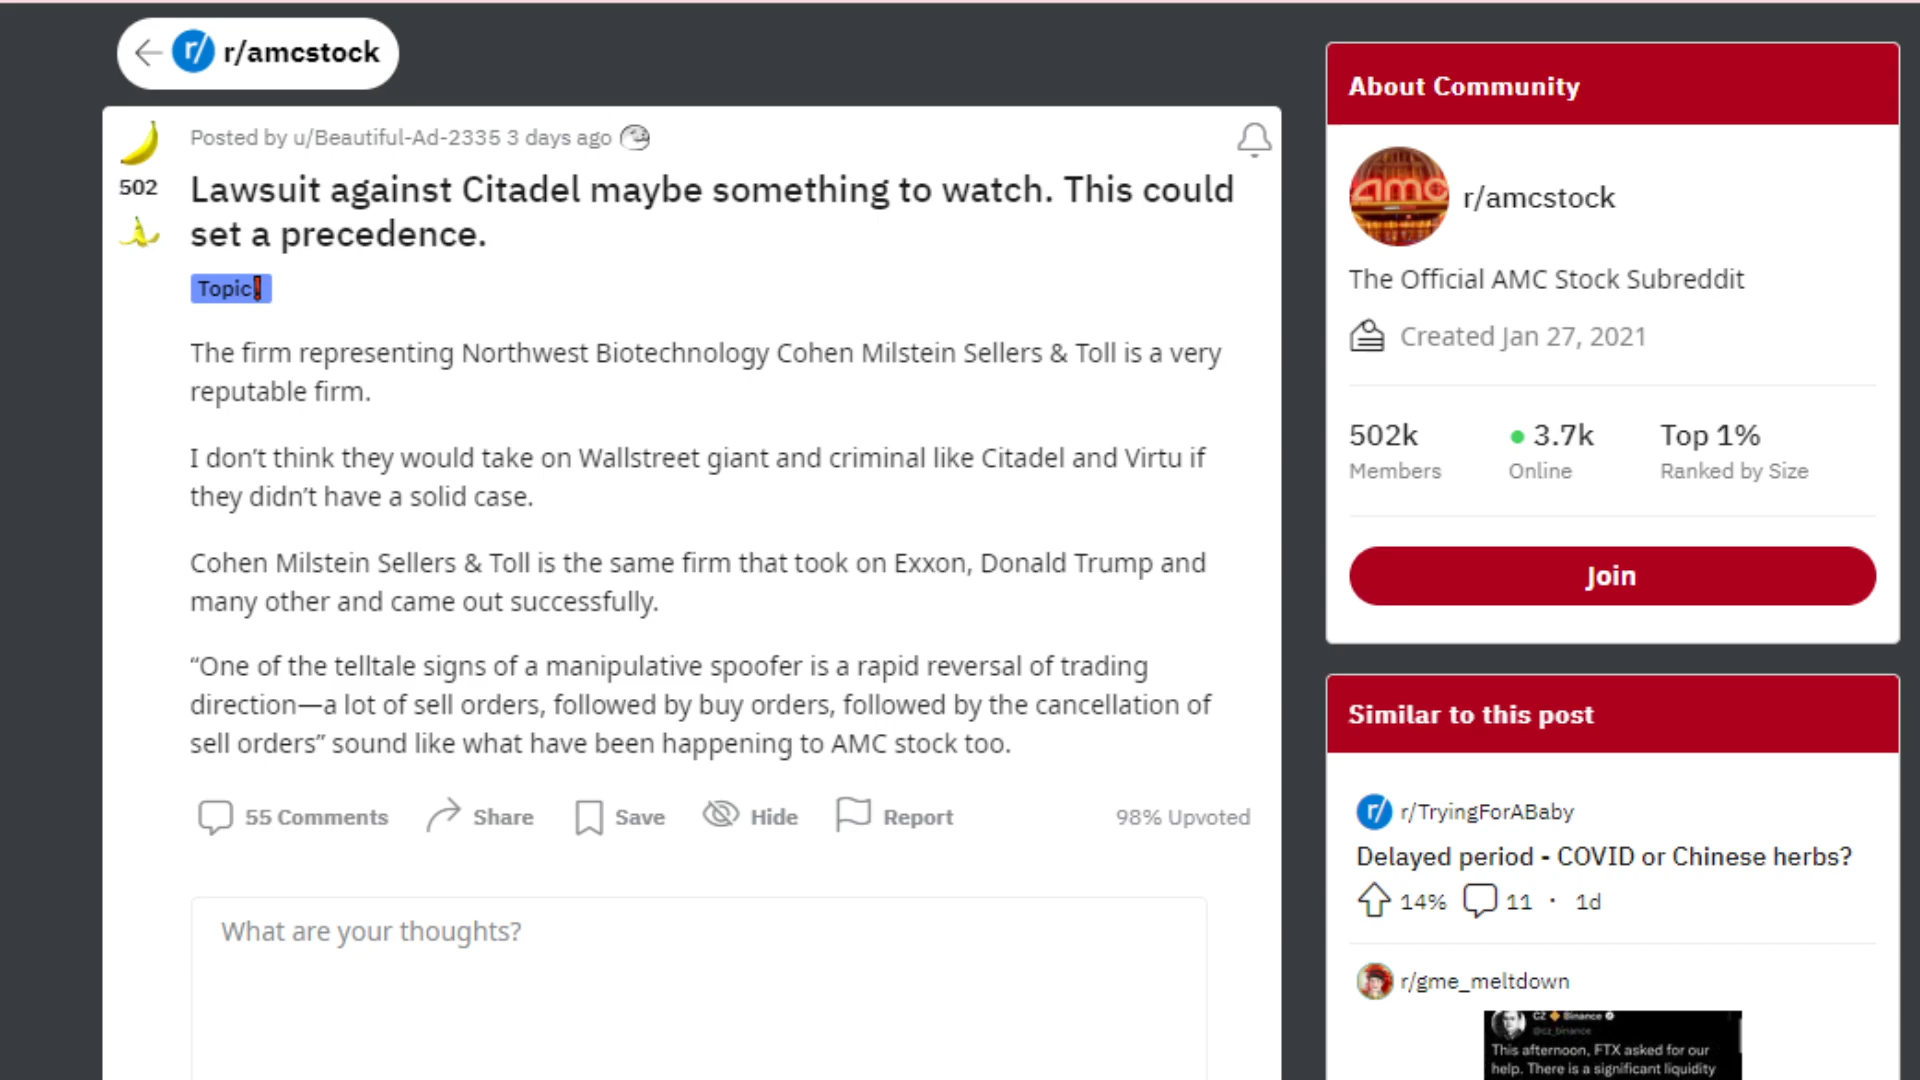 r/ r/amcstock
Posted by u/Beautiful-Ad-2335 3 days ago
502
Lawsuit against Citadel maybe something to watch. This could
set a precedence.
Topic❗
The firm representing Northwest Biotechnology Cohen Milstein Sellers & Toll is a very
reputable firm.
I don’t think they would take on Wallstreet giant and criminal like Citadel and Virtu if
they didn’t have a solid case.
Cohen Milstein Sellers & Toll is the same firm that took on Exxon, Donald Trump and
many other and came out successfully.
“One of the telltale signs of a manipulative spoofer is a rapid reversal of trading
direction—a lot of sell orders, followed by buy orders, followed by the cancellation of
sell orders” sound like what have been happening to AMC stock too.
55 Comments Share Save Hide Report 98% Upvoted
What are your thoughts?
About Community
amc
r/amcstock
The Official AMC Stock Subreddit
Created Jan 27, 2021
502k 3.7k Top 1%
Members Online Ranked by Size
Join
Similar to this post
r/ r/TryingForABaby
Delayed period - COVID or Chinese herbs?
14% 11 · 1d
r/gme_meltdown
CZ Binance
@cz_binance
This afternoon, FTX asked for our
help. There is a significant liquidity